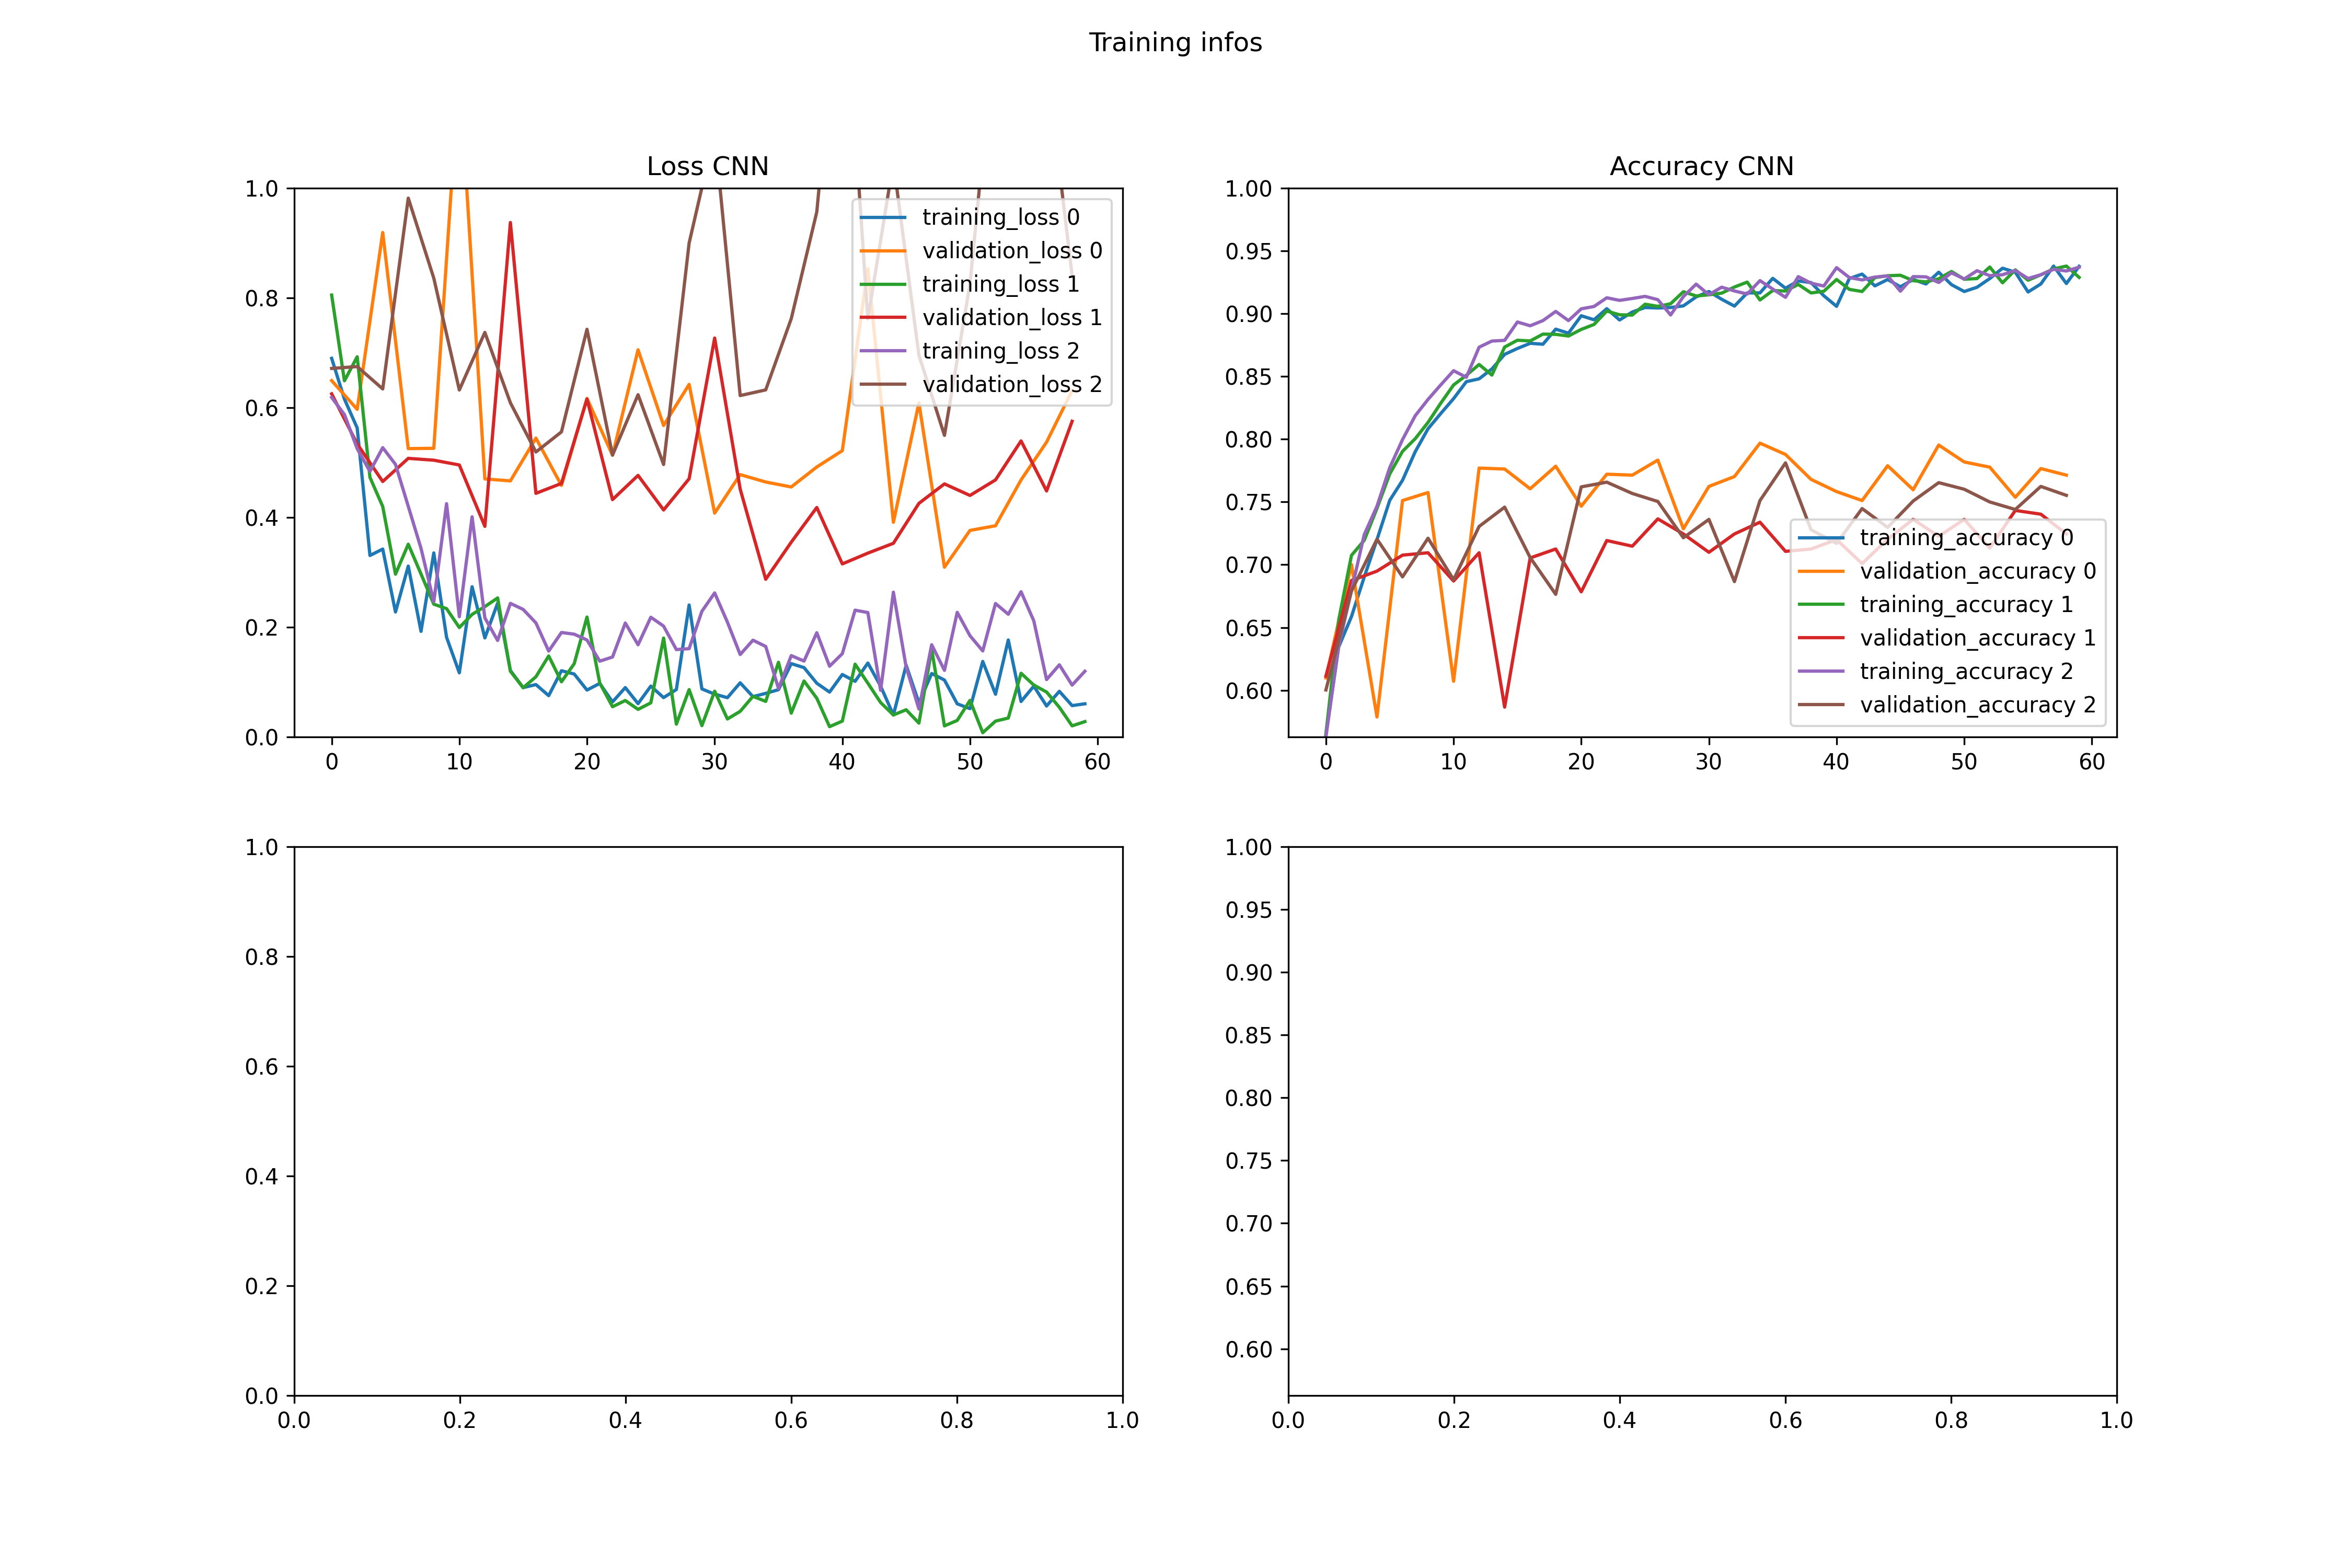 Training infos
Loss CNN
1.0
0.8
0.6
0.4
0.2
0.0
0 10 20 30 40 50 60
training_loss 0
validation_loss 0
training_loss 1
validation_loss 1
training_loss 2
validation_loss 2
Accuracy CNN
1.00
0.95
0.90
0.85
0.80
0.75
0.70
0.65
0.60
0 10 20 30 40 50 60
training_accuracy 0
validation_accuracy 0
training_accuracy 1
validation_accuracy 1
training_accuracy 2
validation_accuracy 2
1.0
0.8
0.6
0.4
0.2
0.0
0.0 0.2 0.4 0.6 0.8 1.0
1.00
0.95
0.90
0.85
0.80
0.75
0.70
0.65
0.60
0.0 0.2 0.4 0.6 0.8 1.0